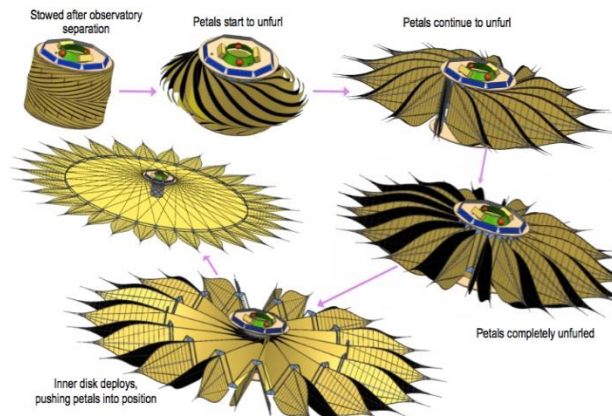 Stowed after observatory
separation
Petals start to unfurl
Petals continue to unfurl
Petals completely unfurled
Inner disk deploys,
pushing petals into position